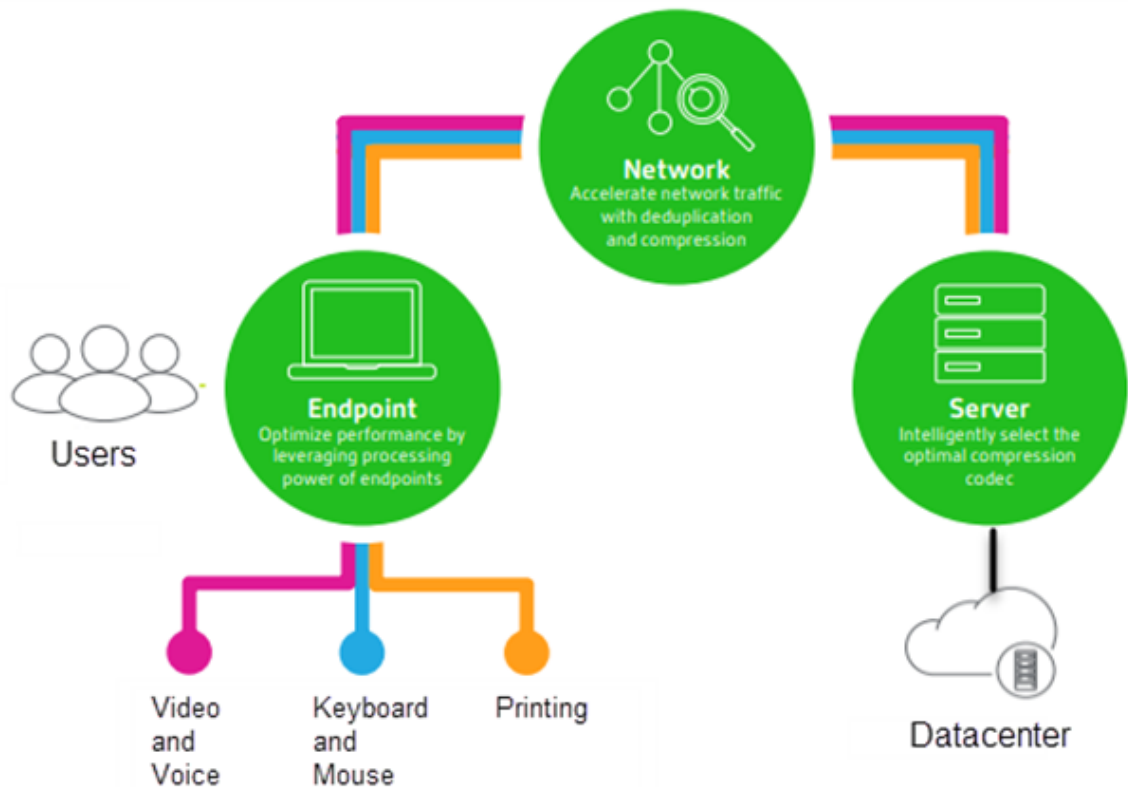 Network
Accelerate network traffic
with deduplication
and compression
Endpoint
Optimize performance by
leveraging processing
power of endpoints
Server
Intelligently select the
optimal compression
codec
Users
Video
and
Voice
Keyboard
and
Mouse
Printing
Datacenter